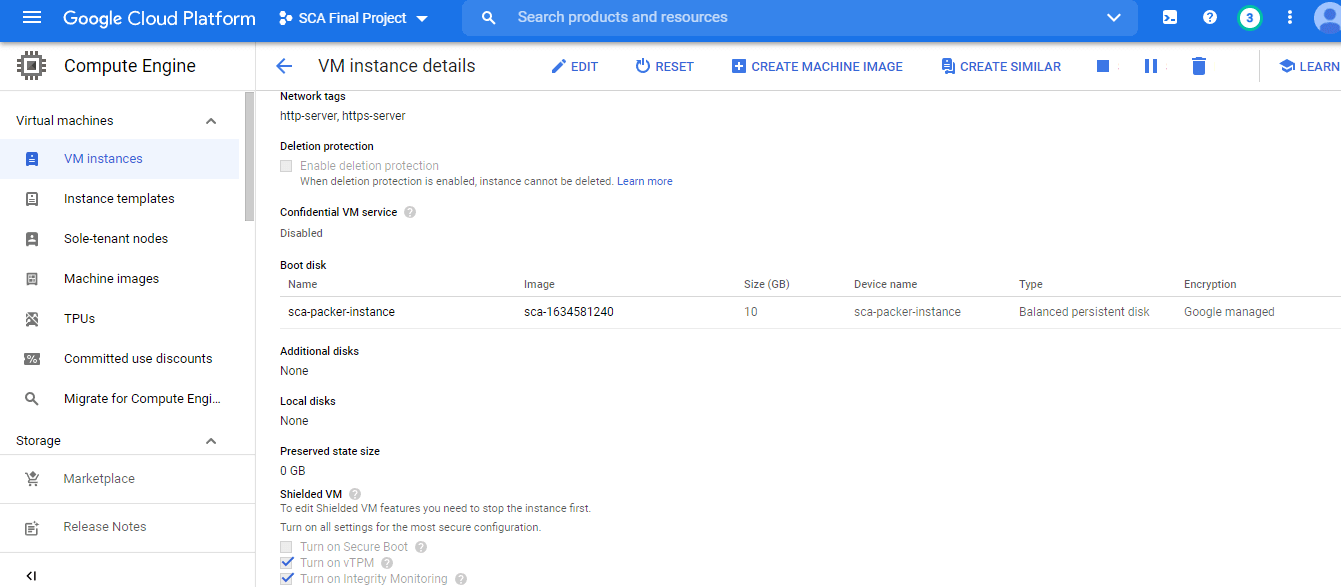 Google Cloud Platform
SCA Final Project
Search products and resources
3
Compute Engine
VM instance details
EDIT
RESET
CREATE MACHINE IMAGE
CREATE SIMILAR
LEARN
Virtual machines
VM instances
Instance templates
Sole-tenant nodes
Machine images
TPUs
Committed use discounts
Migrate for Compute Engi...
Storage
Marketplace
Release Notes
Network tags
http-server, https-server
Deletion protection
Enable deletion protection
When deletion protection is enabled, instance cannot be deleted. Learn more
Confidential VM service
Disabled
Boot disk
Name Image Size (GB) Device name Type Encryption
sca-packer-instance sca-1634581240 10 sca-packer-instance Balanced persistent disk Google managed
Additional disks
None
Local disks
None
Preserved state size
0 GB
Shielded VM
To edit Shielded VM features you need to stop the instance first.
Turn on all settings for the most secure configuration.
Turn on Secure Boot
Turn on vTPM
Turn on Integrity Monitoring